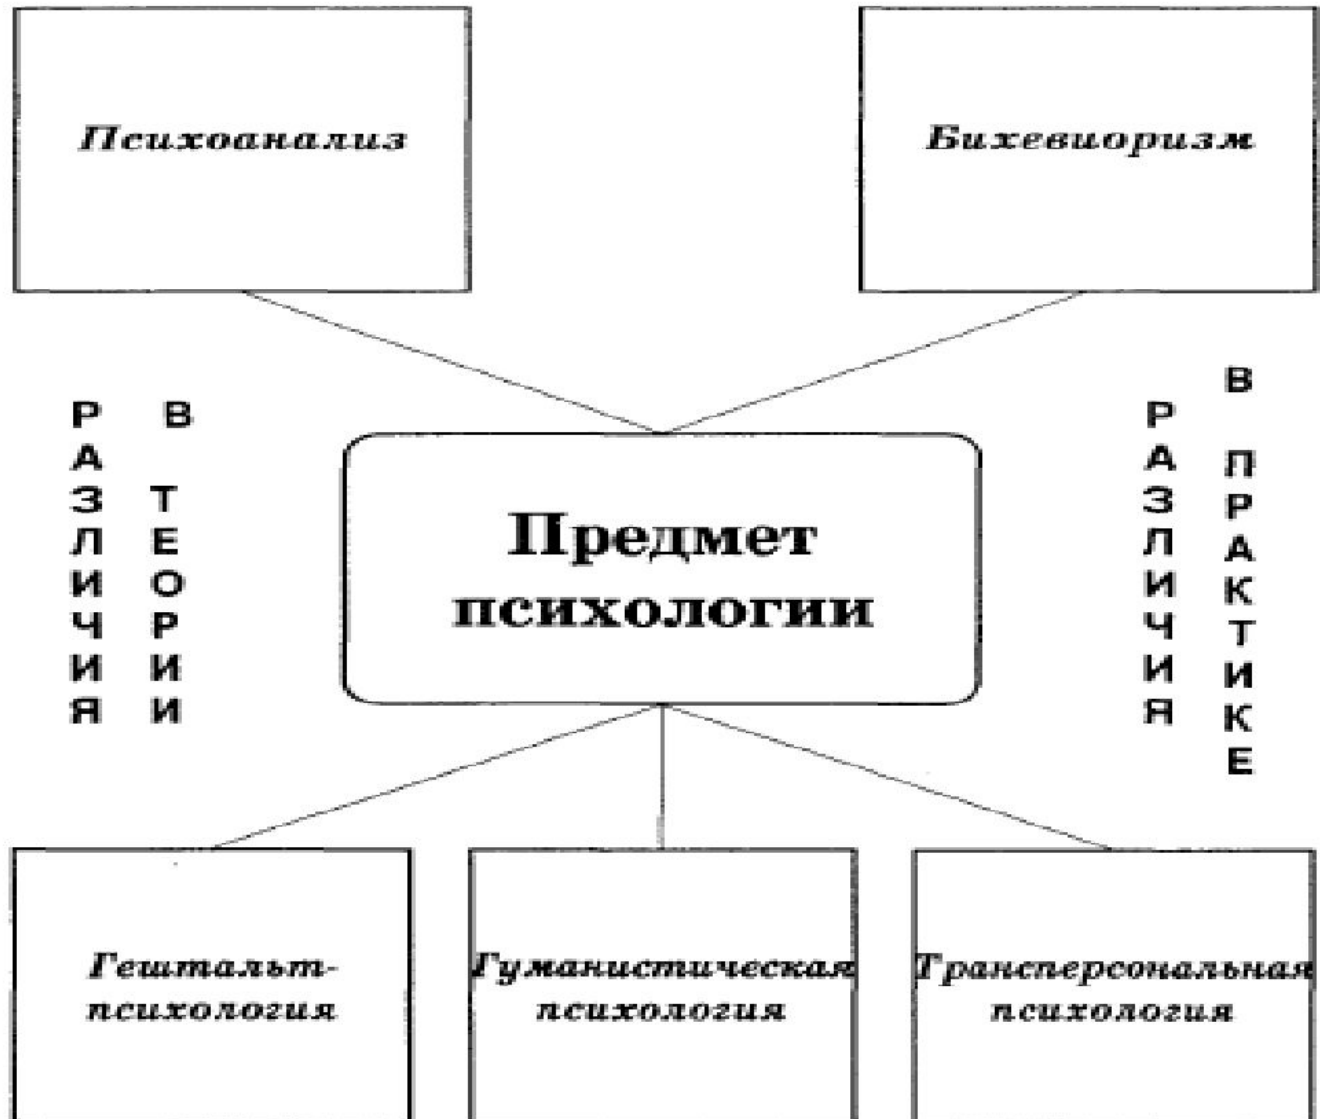 Психоанализ
Бихевиоризм
РАЗЛИЧИЯ
В ТЕОРИИ
Предмет
психологии
РАЗЛИЧИЯ
В ПРАКТИКЕ
Гештальт-
психология
Гуманистическая
психология
Трансперсональная
психология